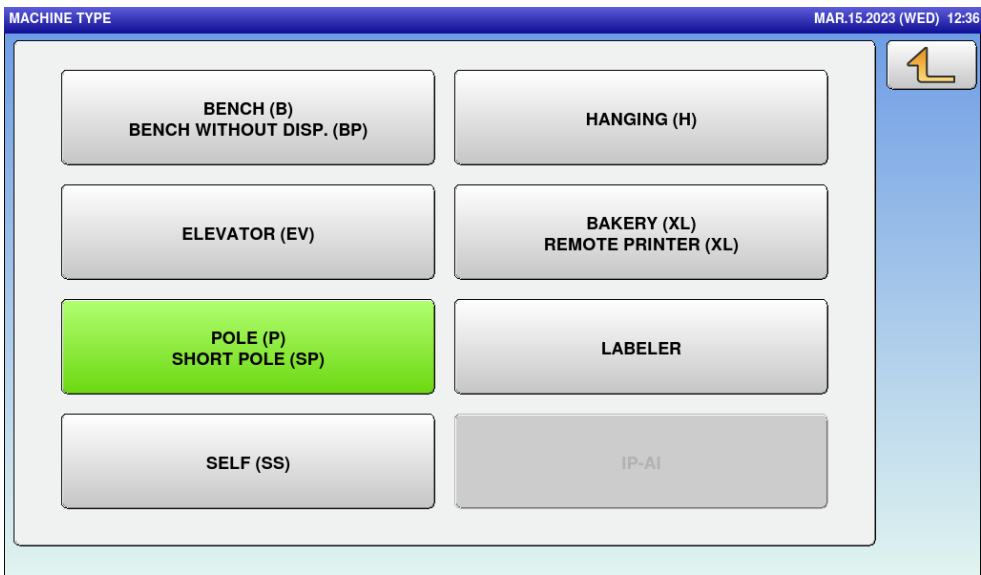 MACHINE TYPE
MAR.15.2023 (WED) 12:36
BENCH (B)
BENCH WITHOUT DISP. (BP)
HANGING (H)
ELEVATOR (EV)
BAKERY (XL)
REMOTE PRINTER (XL)
POLE (P)
SHORT POLE (SP)
LABELER
SELF (SS)
IP-AI